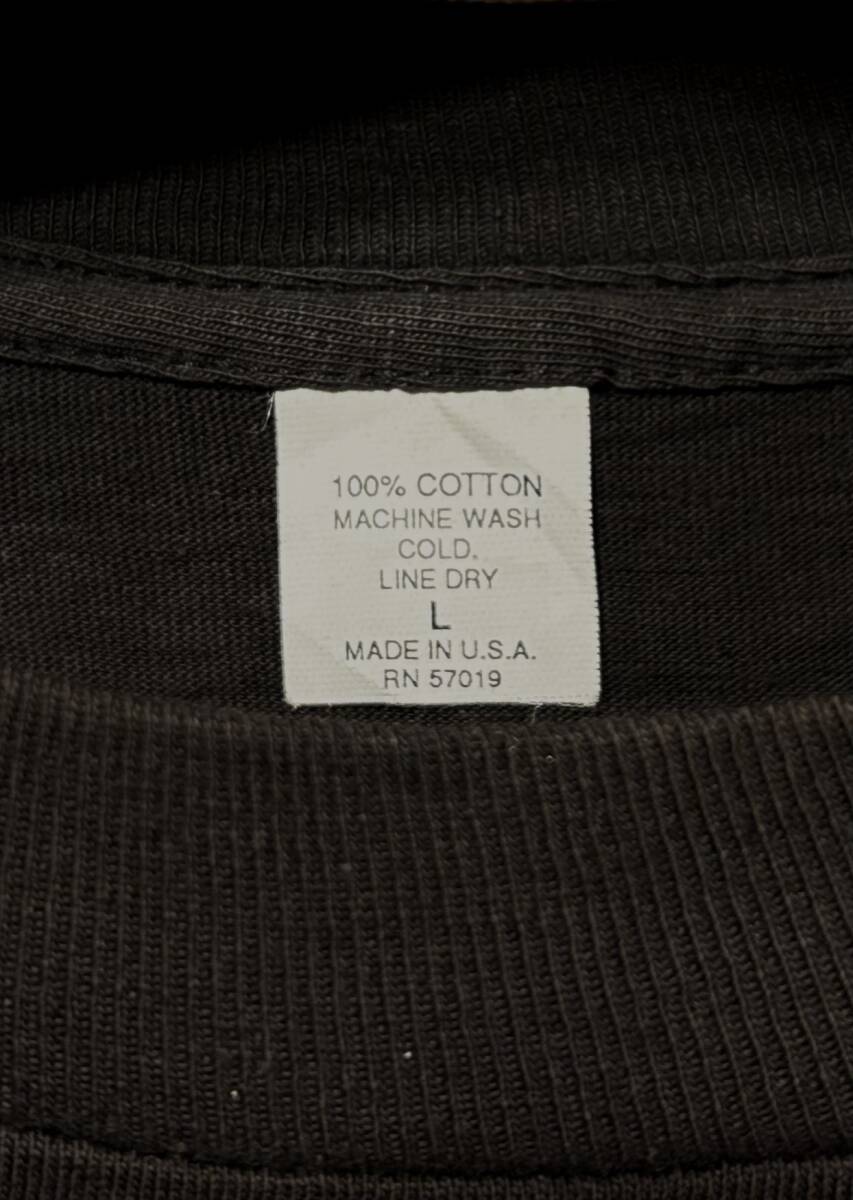 100% COTTON
MACHINE WASH
COLD.
LINE DRY
L
MADE IN U.S.A.
RN 57019